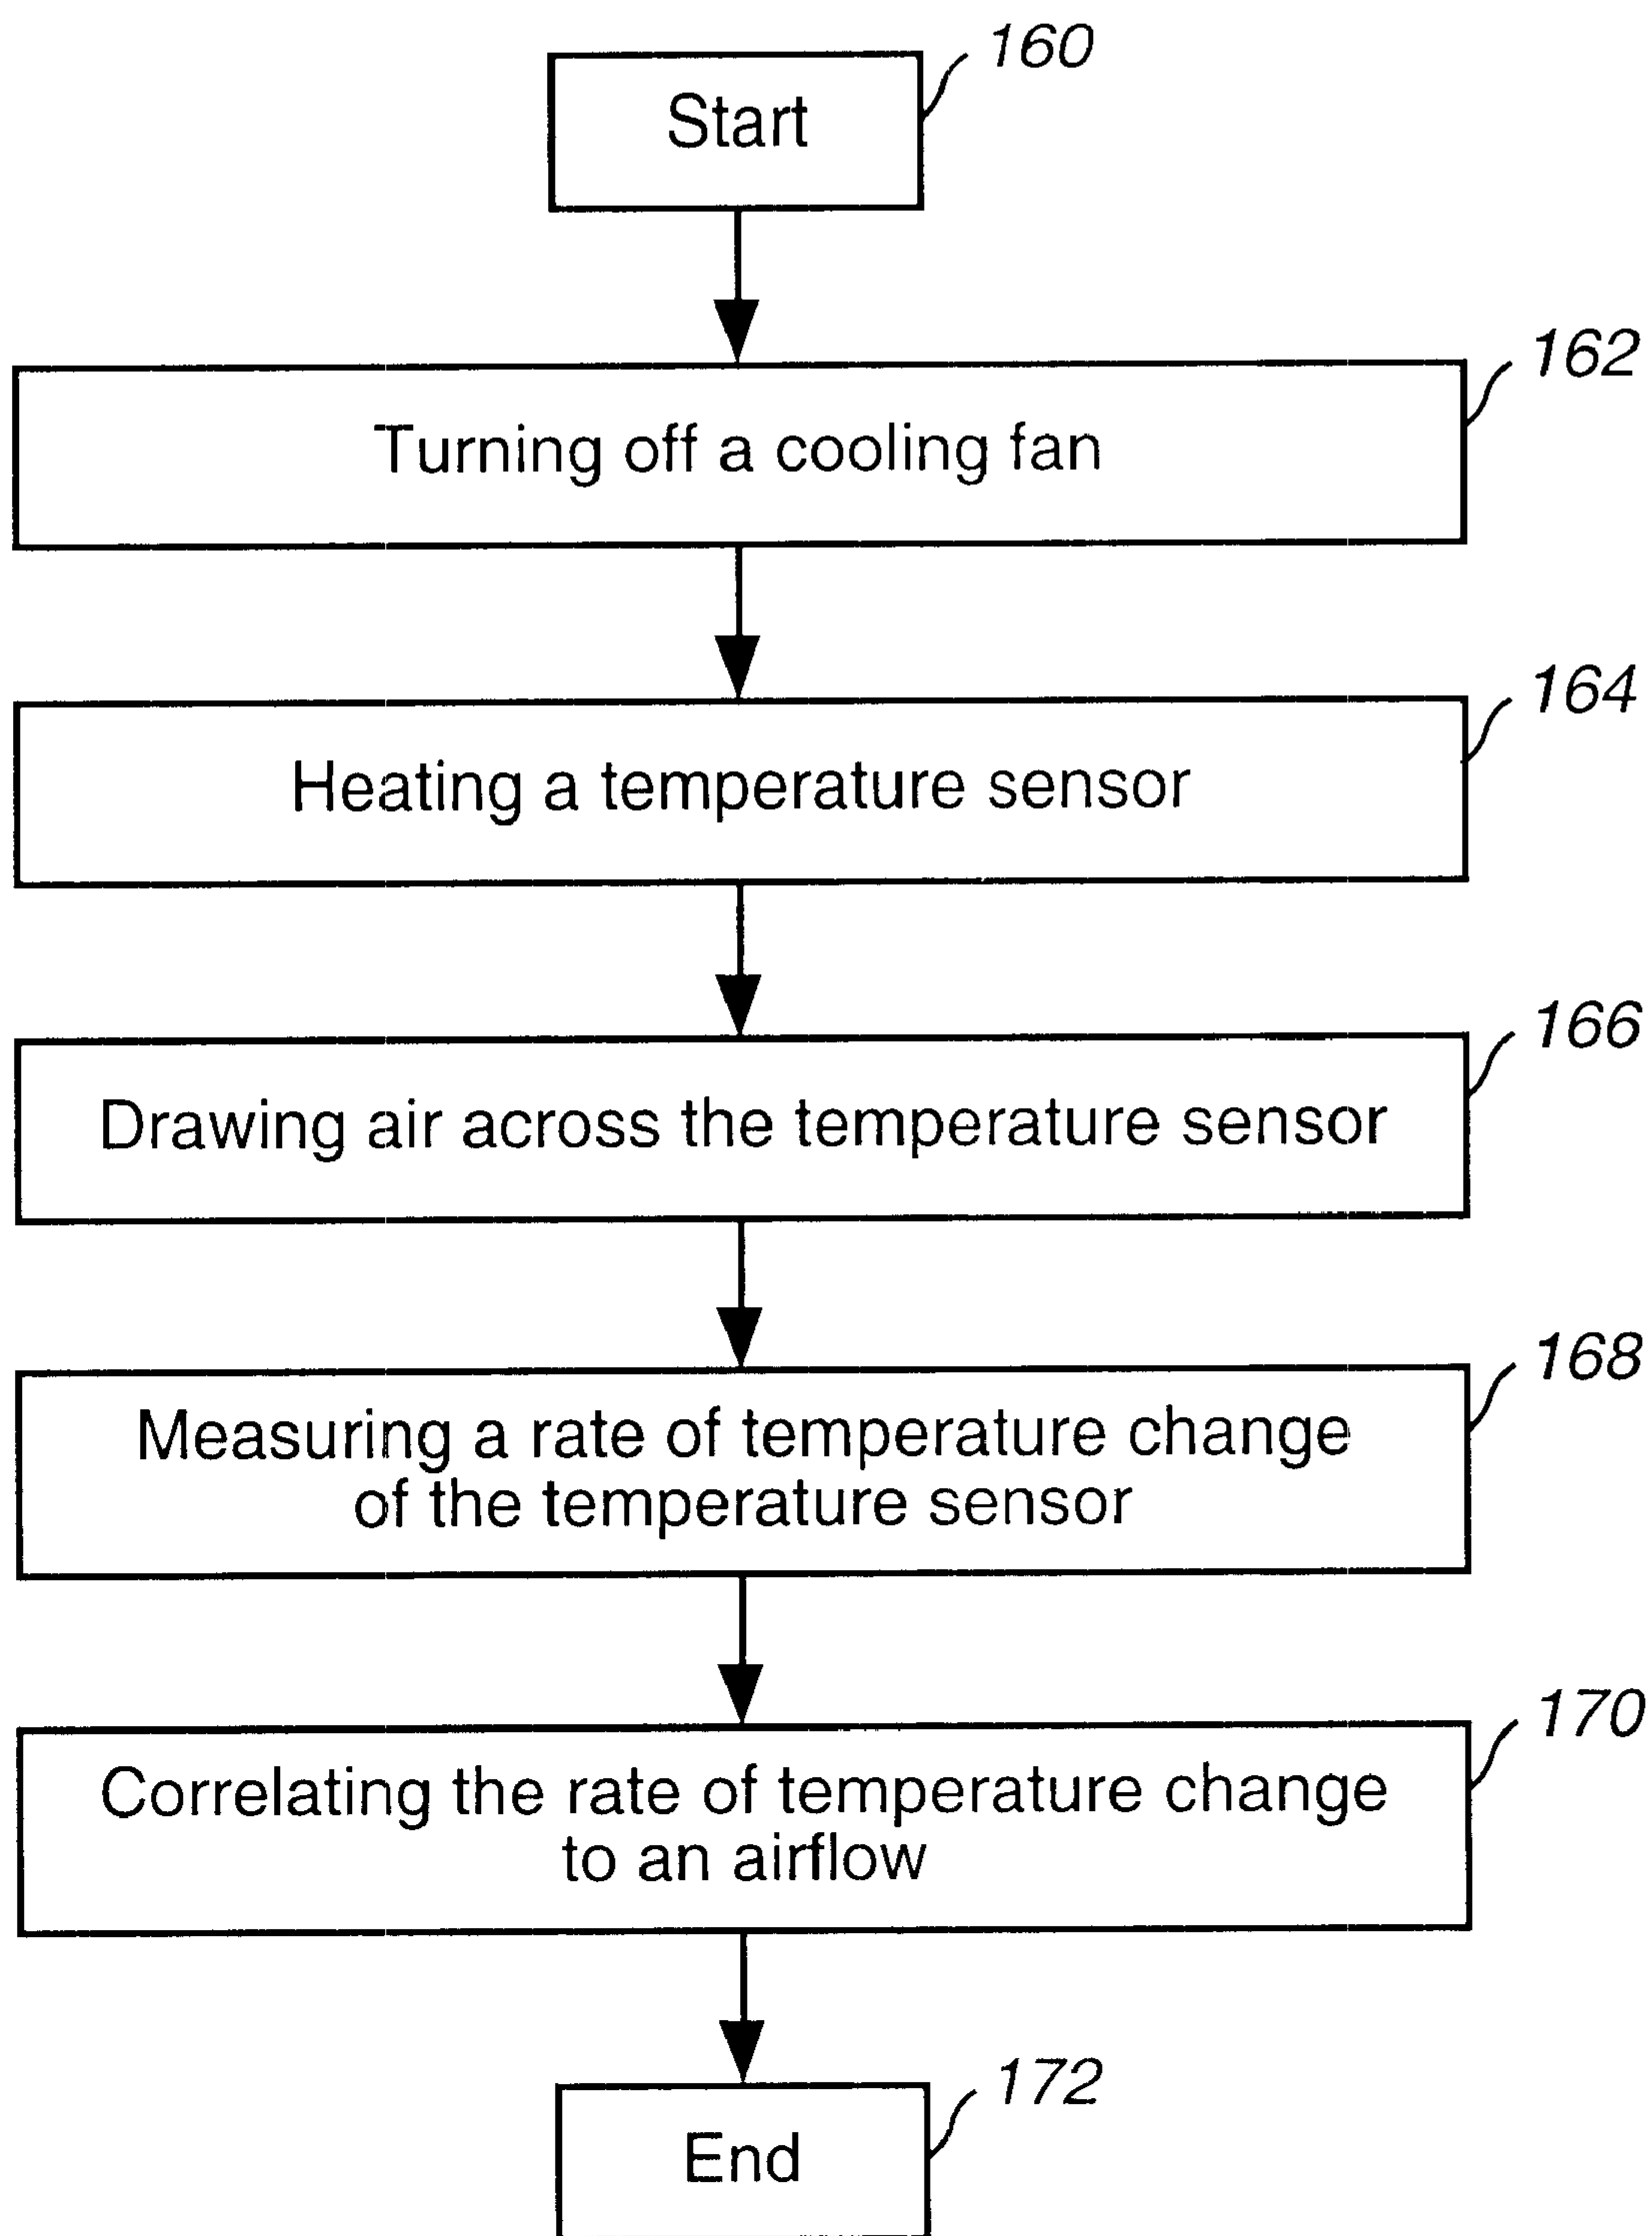 160
Start
162
Turning off a cooling fan
164
Heating a temperature sensor
166
Drawing air across the temperature sensor
168
Measuring a rate of temperature change
of the temperature sensor
170
Correlating the rate of temperature change
to an airflow
172
End